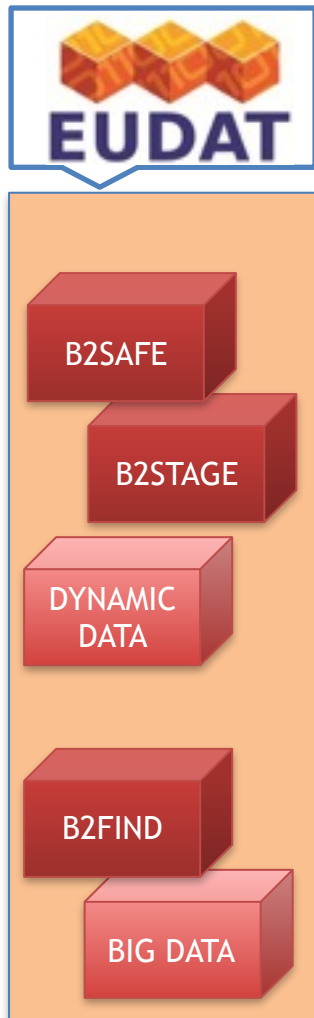 EUDAT
B2SAFE
B2STAGE
DYNAMIC
DATA
B2FIND
BIG DATA